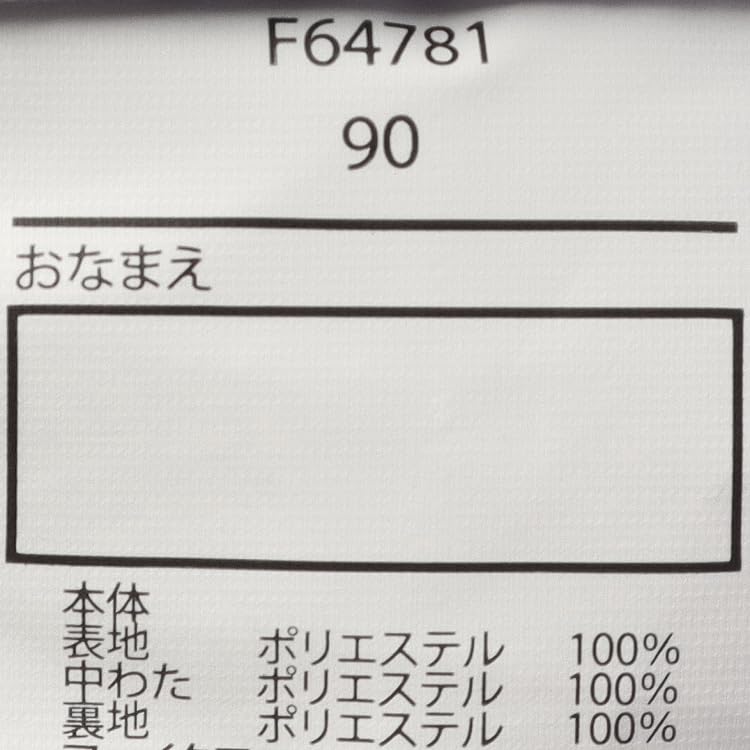 F64781
90
おなまえ
本体
表地 ポリエステル 100%
中わた ポリエステル 100%
裏地 ポリエステル 100%